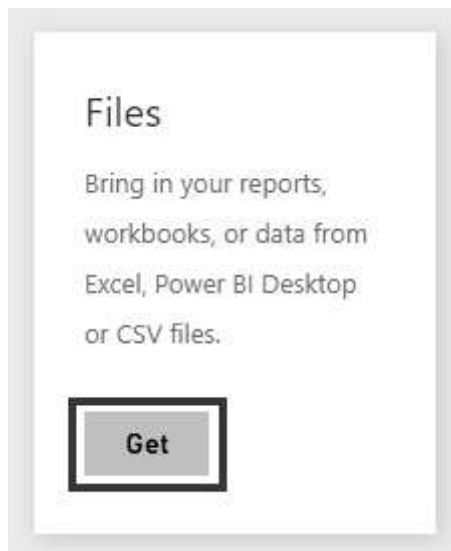 Files
Bring in your reports,
workbooks, or data from
Excel, Power BI Desktop
or CSV files.
Get